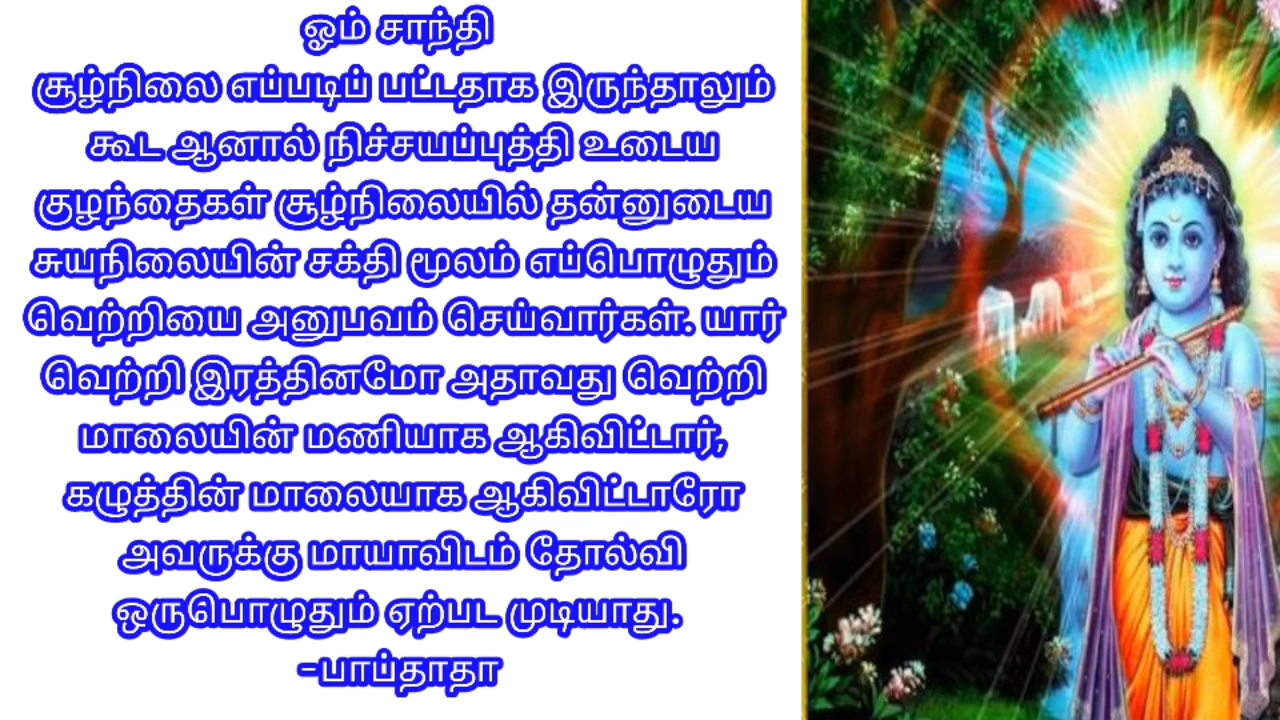 ஓம் சாந்தி
சூழ்நிலை எப்படிப் பட்டதாக இருந்தாலும்
கூட ஆனால் நிச்சயப்புத்தி உடைய
குழந்தைகள் சூழ்நிலையில் தன்னுடைய
சுயநிலையின் சக்தி மூலம் எப்பொழுதும்
வெற்றியை அனுபவம் செய்வார்கள். யார்
வெற்றி இரத்தினமோ அதாவது வெற்றி
மாலையின் மணியாக ஆகிவிட்டார்,
கழுத்தின் மாலையாக ஆகிவிட்டாரோ
அவருக்கு மாயாவிடம் தோல்வி
ஒருபொழுதும் ஏற்பட முடியாது.
-பாப்தாதா